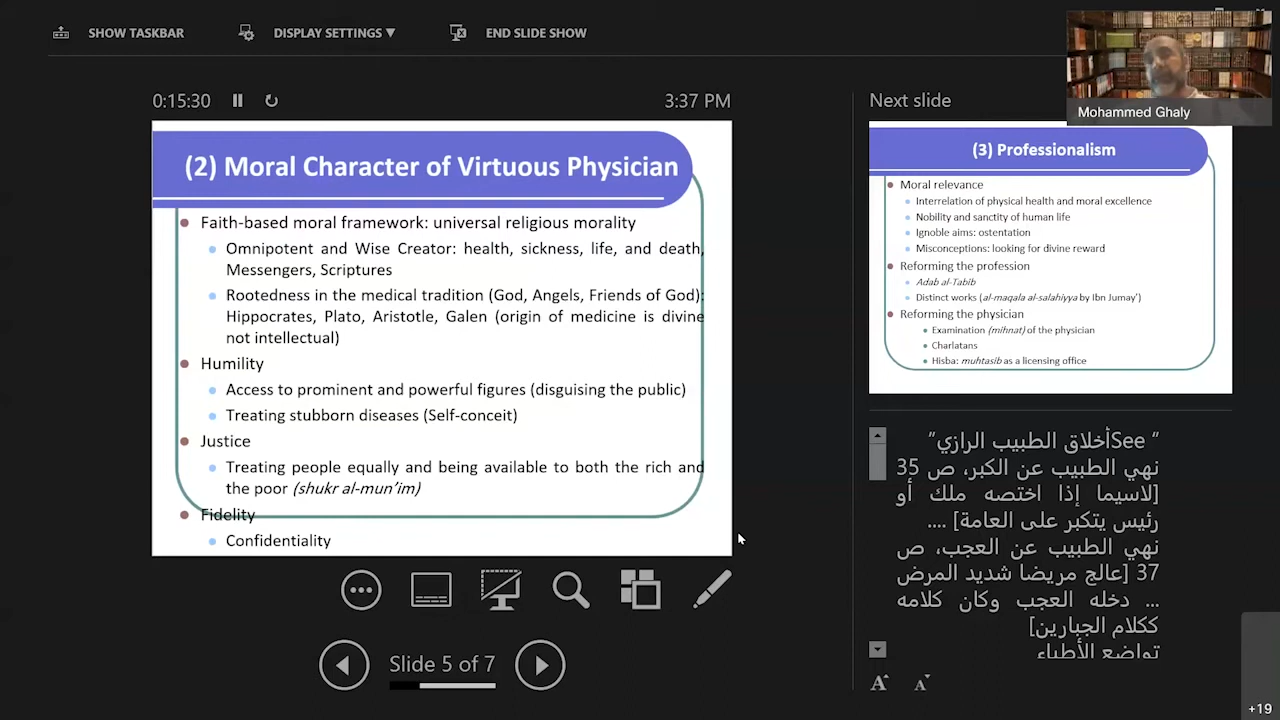 SHOW TASKBAR
DISPLAY SETTINGS ▼
END SLIDE SHOW
0:15:30
3:37 PM
(2) Moral Character of Virtuous Physician
Faith-based moral framework: universal religious morality
Omnipotent and Wise Creator: health, sickness, life, and death,
Messengers, Scriptures
Rootedness in the medical tradition (God, Angels, Friends of God):
Hippocrates, Plato, Aristotle, Galen (origin of medicine is divine
not intellectual)
Humility
Access to prominent and powerful figures (disguising the public)
Treating stubborn diseases (Self-conceit)
Justice
Treating people equally and being available to both the rich and
the poor (shukr al-mun’im)
Fidelity
Confidentiality
Slide 5 of 7
Next slide
Mohammed Ghaly
(3) Professionalism
Moral relevance
Interrelation of physical health and moral excellence
Nobility and sanctity of human life
Ignoble aims: ostentation
Misconceptions: looking for divine reward
Reforming the profession
Adab al-Tabib
Distinct works (al-maqala al-salahiyya by Ibn Jumay’)
Reforming the physician
Examination (mihnat) of the physician
Charlatans
Hisba: muhtasib as a licensing office
“ Seeأخلاق الطبيب الرازي”
نهي الطبيب عن الكبر، ص 35
[لاسيما إذا اختصه ملك أو
رئيس يتكبر على العامة] ....
نهي الطبيب عن العجب، ص
37 [عالج مريضا شديد المرض
... دخله العجب وكان كلامه
ككلام الجبارين]
تواضع الأطباء
A A
+19